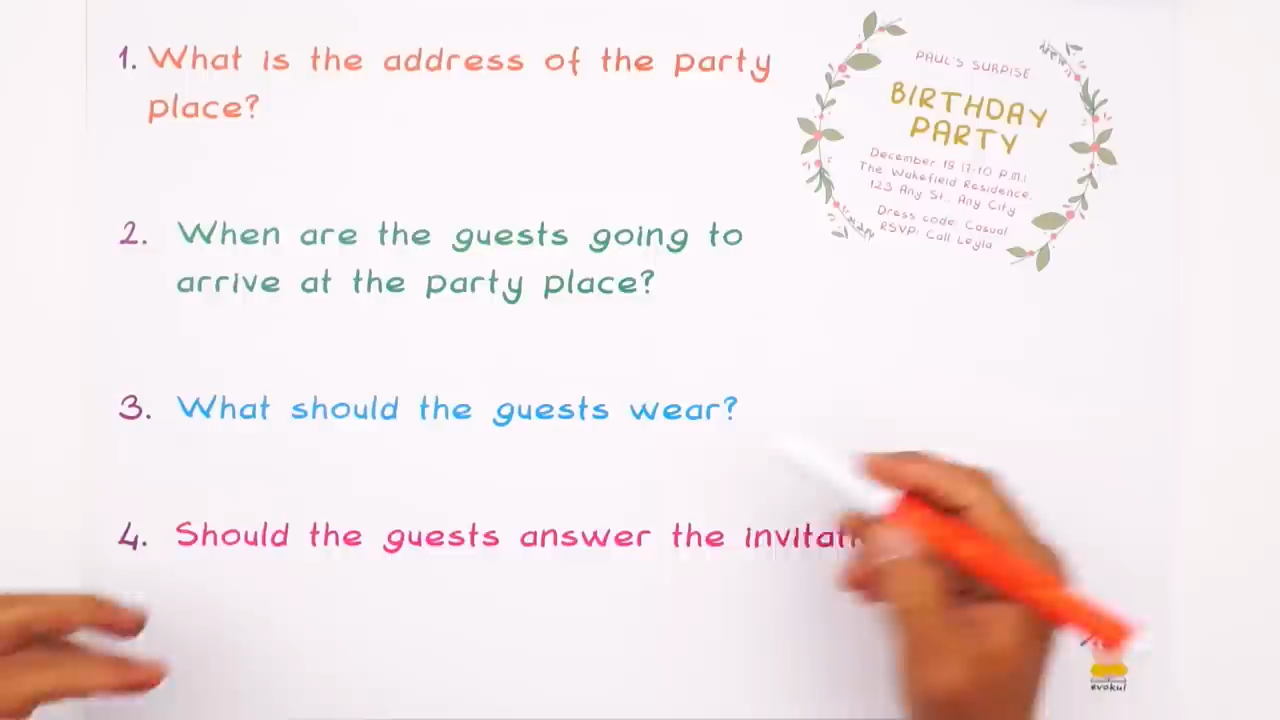 1. What is the address of the party
place?
2. When are the guests going to
arrive at the party place?
3. What should the guests wear?
4. Should the guests answer the
PAUL'S SURPISE
BIRTHDAY
PARTY
December 15 (7-10 P.M.)
The Wakefield Residence,
123 Any St., Any City
Dress code: Casual
RSVP: Call Leyla
evokul